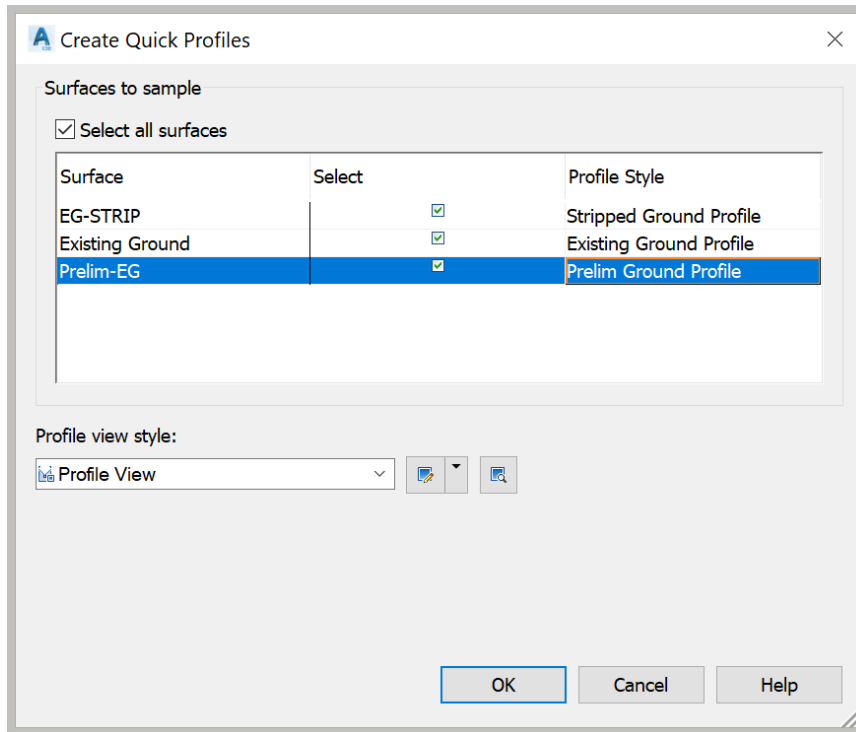 Create Quick Profiles
Surfaces to sample
Select all surfaces
Surface Select Profile Style
EG-STRIP Stripped Ground Profile
Existing Ground Existing Ground Profile
Prelim-EG Prelim Ground Profile
Profile view style:
Profile View
OK Cancel Help